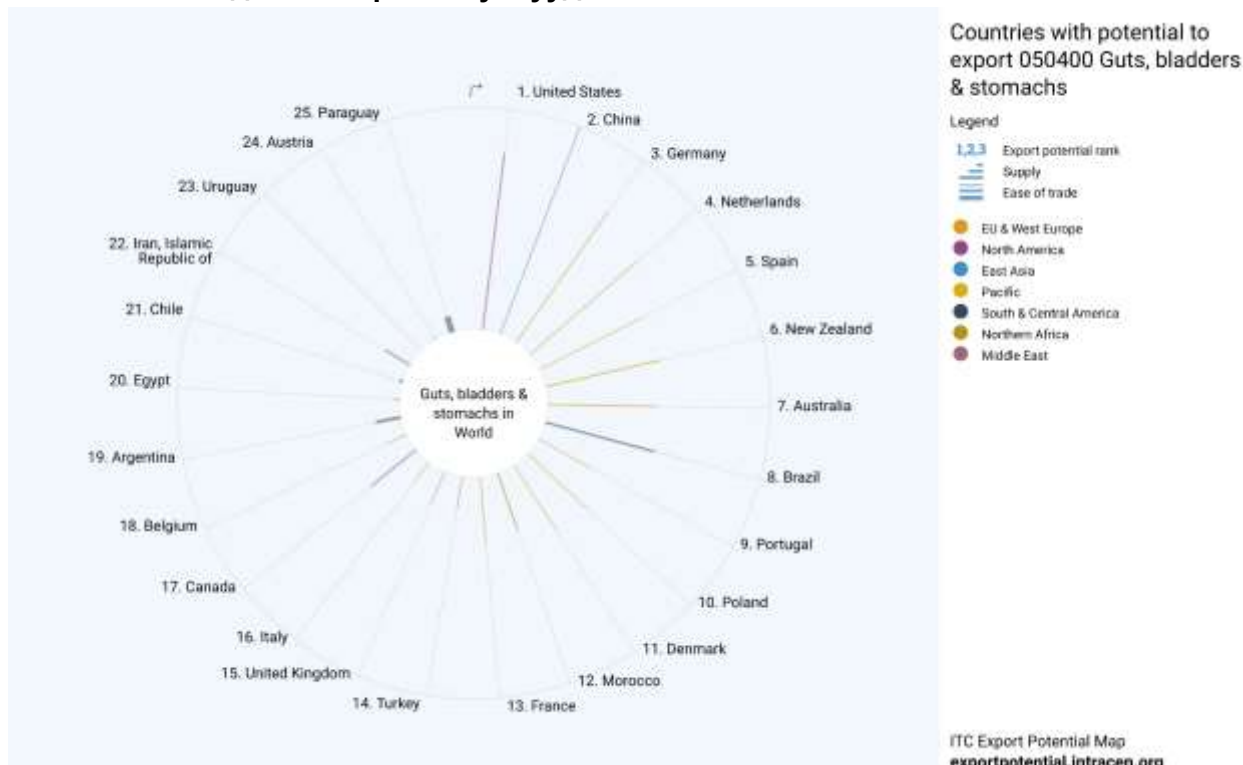 Countries with potential to
export 050400 Guts, bladders
& stomachs
Legend
1,2,3 Export potential rank
Supply
Ease of trade
EU & West Europe
North America
East Asia
Pacific
South & Central America
Northern Africa
Middle East
1. United States
2. China
3. Germany
4. Netherlands
5. Spain
6. New Zealand
7. Australia
8. Brazil
9. Portugal
10. Poland
11. Denmark
12. Morocco
13. France
14. Turkey
15. United Kingdom
16. Italy
17. Canada
18. Belgium
19. Argentina
20. Egypt
21. Chile
22. Iran, Islamic
Republic of
23. Uruguay
24. Austria
25. Paraguay
Guts, bladders &
stomachs in
World
ITC Export Potential Map
exportpotential.intracen.org